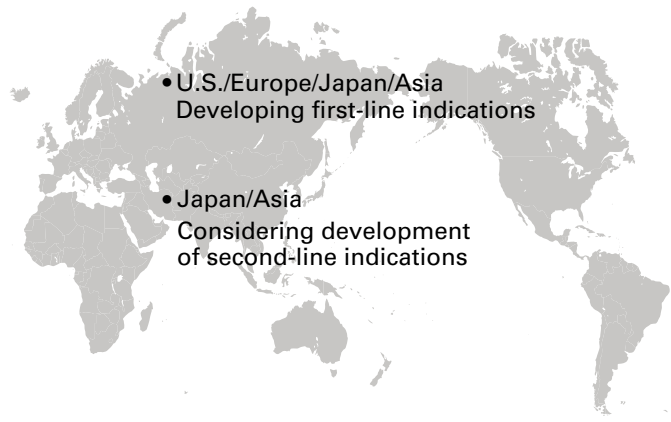 • U.S./Europe/Japan/Asia
Developing first-line indications
• Japan/Asia
Considering development
of second-line indications